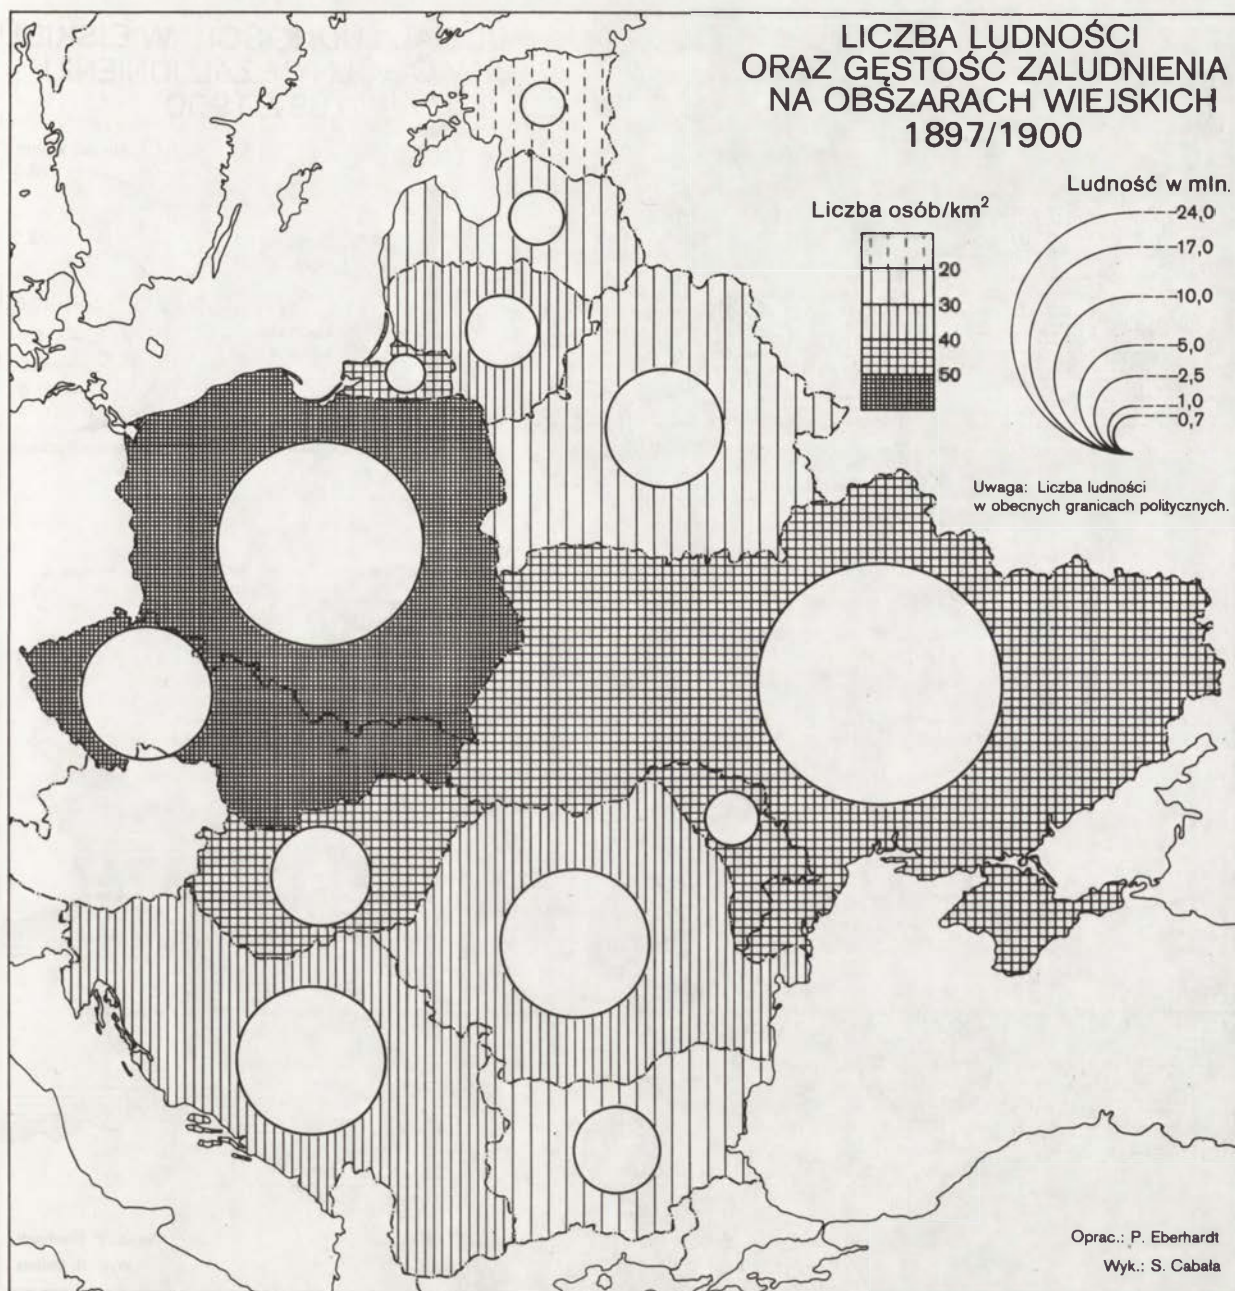 LICZBA LUDNOŚCI
ORAZ GĘSTOŚĆ ZALUDNIENIA
NA OBSZARACH WIEJSKICH
1897/1900
Ludność w mln.
24,0
17,0
10,0
5,0
2,5
1,0
0,7
Liczba osób/km²
20
30
40
50
Uwaga: Liczba ludności
w obecnych granicach politycznych.
Oprac.: P. Eberhardt
Wyk.: S. Cabała